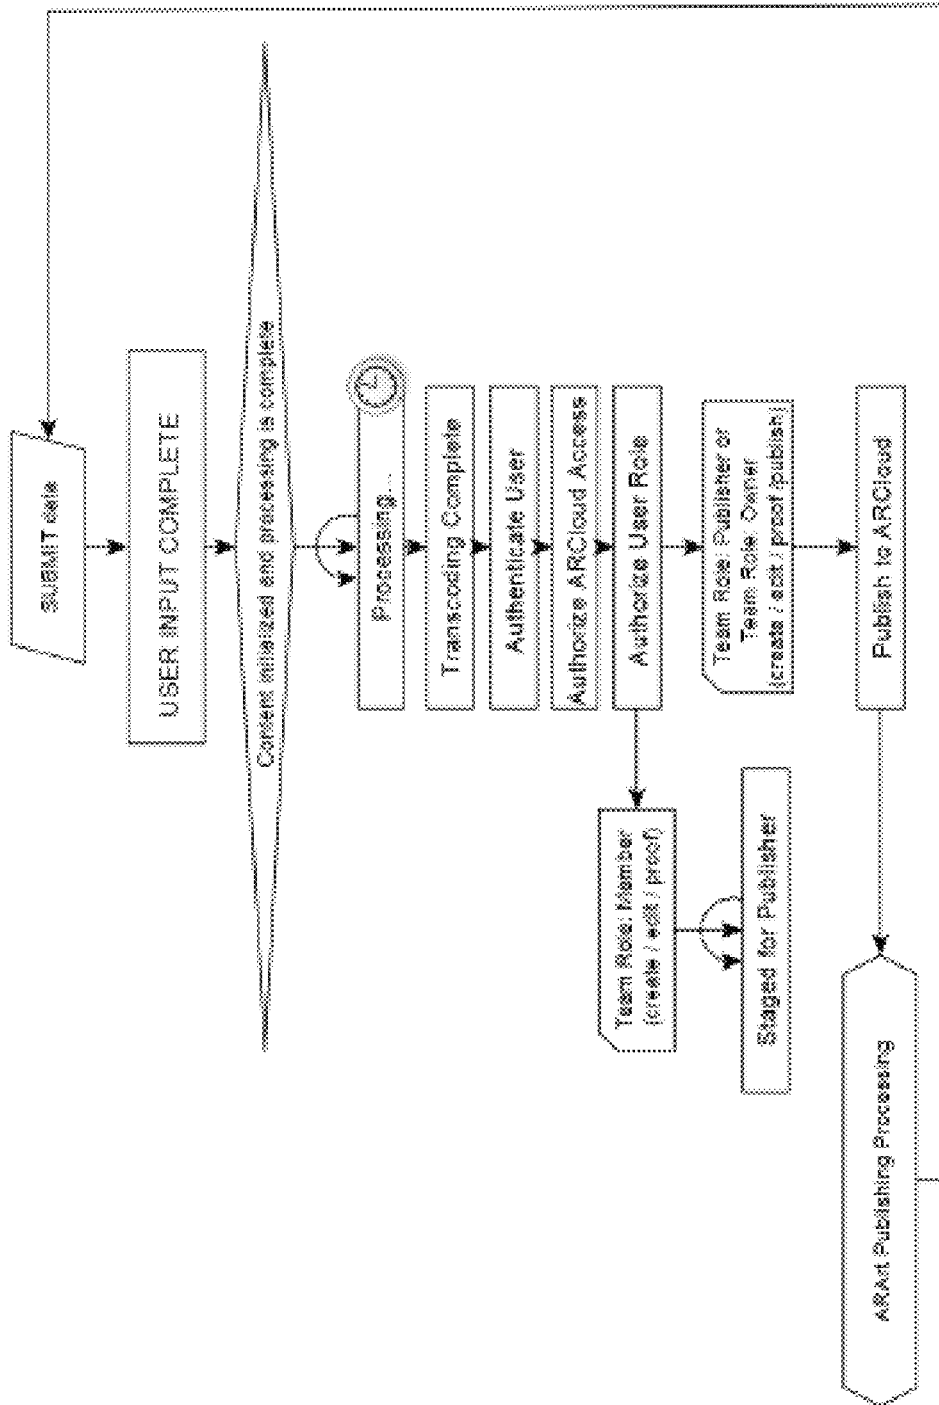 SUBMIT data
USER INPUT COMPLETE
Content initialized and processing is complete
Processing...
Transcoding Complete
Authenticate User
Authorize ARCloud Access
Authorize User Role
Team Role: Publisher or
Team Role: Owner
(create / edit / proof /publish)
Publish to ARCloud
Team Role: Member
(create / edit / proof)
Staged for Publisher
ARArt Publishing Processing